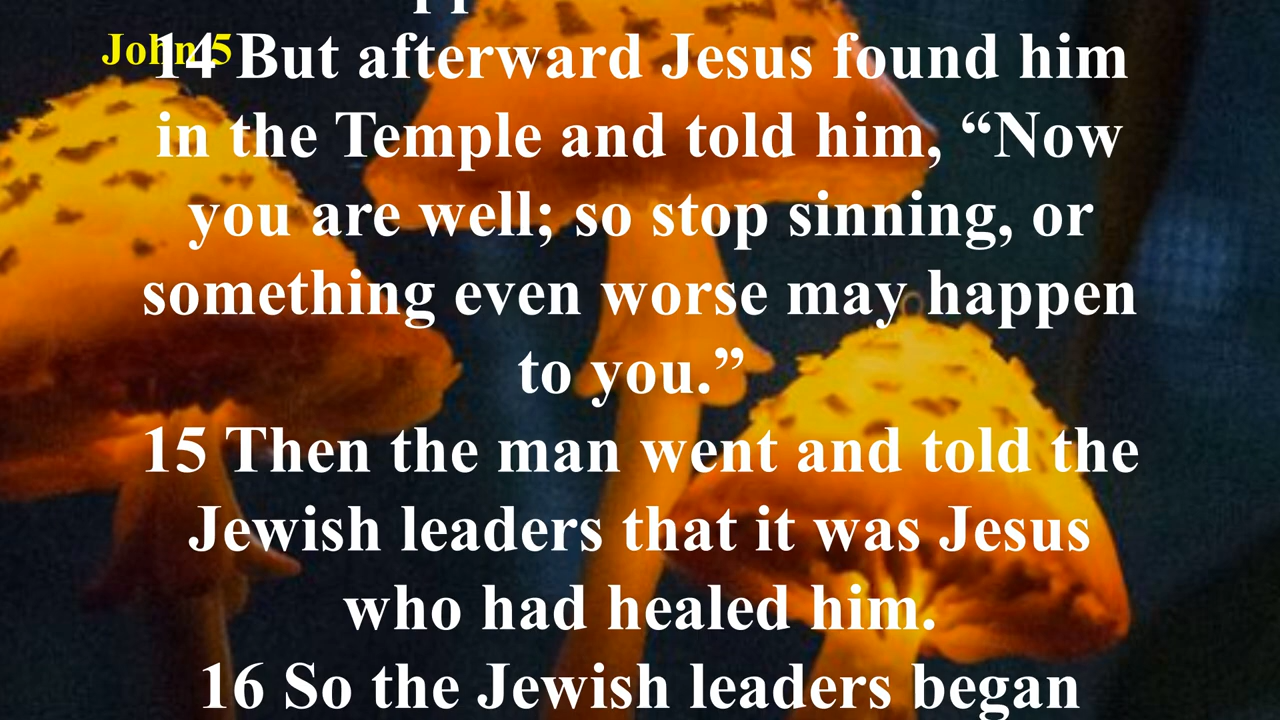 John 5
14 But afterward Jesus found him
in the Temple and told him, “Now
you are well; so stop sinning, or
something even worse may happen
to you.”
15 Then the man went and told the
Jewish leaders that it was Jesus
who had healed him.
16 So the Jewish leaders began